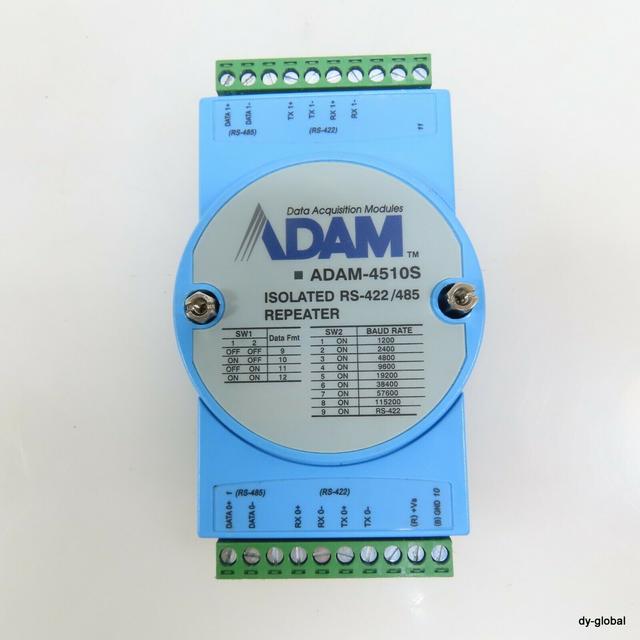 DATA 1+ DATA 1- TX 1+ TX 1- RX 1+ RX 1- 11
(RS-485) (RS-422)
Data Acquisition Modules
ADAM™
■ ADAM-4510S
ISOLATED RS-422/485
REPEATER
SW1 Data Fmt
1 2
OFF OFF 9
ON OFF 10
OFF ON 11
ON ON 12
SW2 BAUD RATE
1 ON 1200
2 ON 2400
3 ON 4800
4 ON 9600
5 ON 19200
6 ON 38400
7 ON 57600
8 ON 115200
9 ON RS-422
1 (RS-485) (RS-422)
DATA 0+ DATA 0- RX 0+ RX 0- TX 0+ TX 0- (R) +Vs (B) GND 10
dy-global